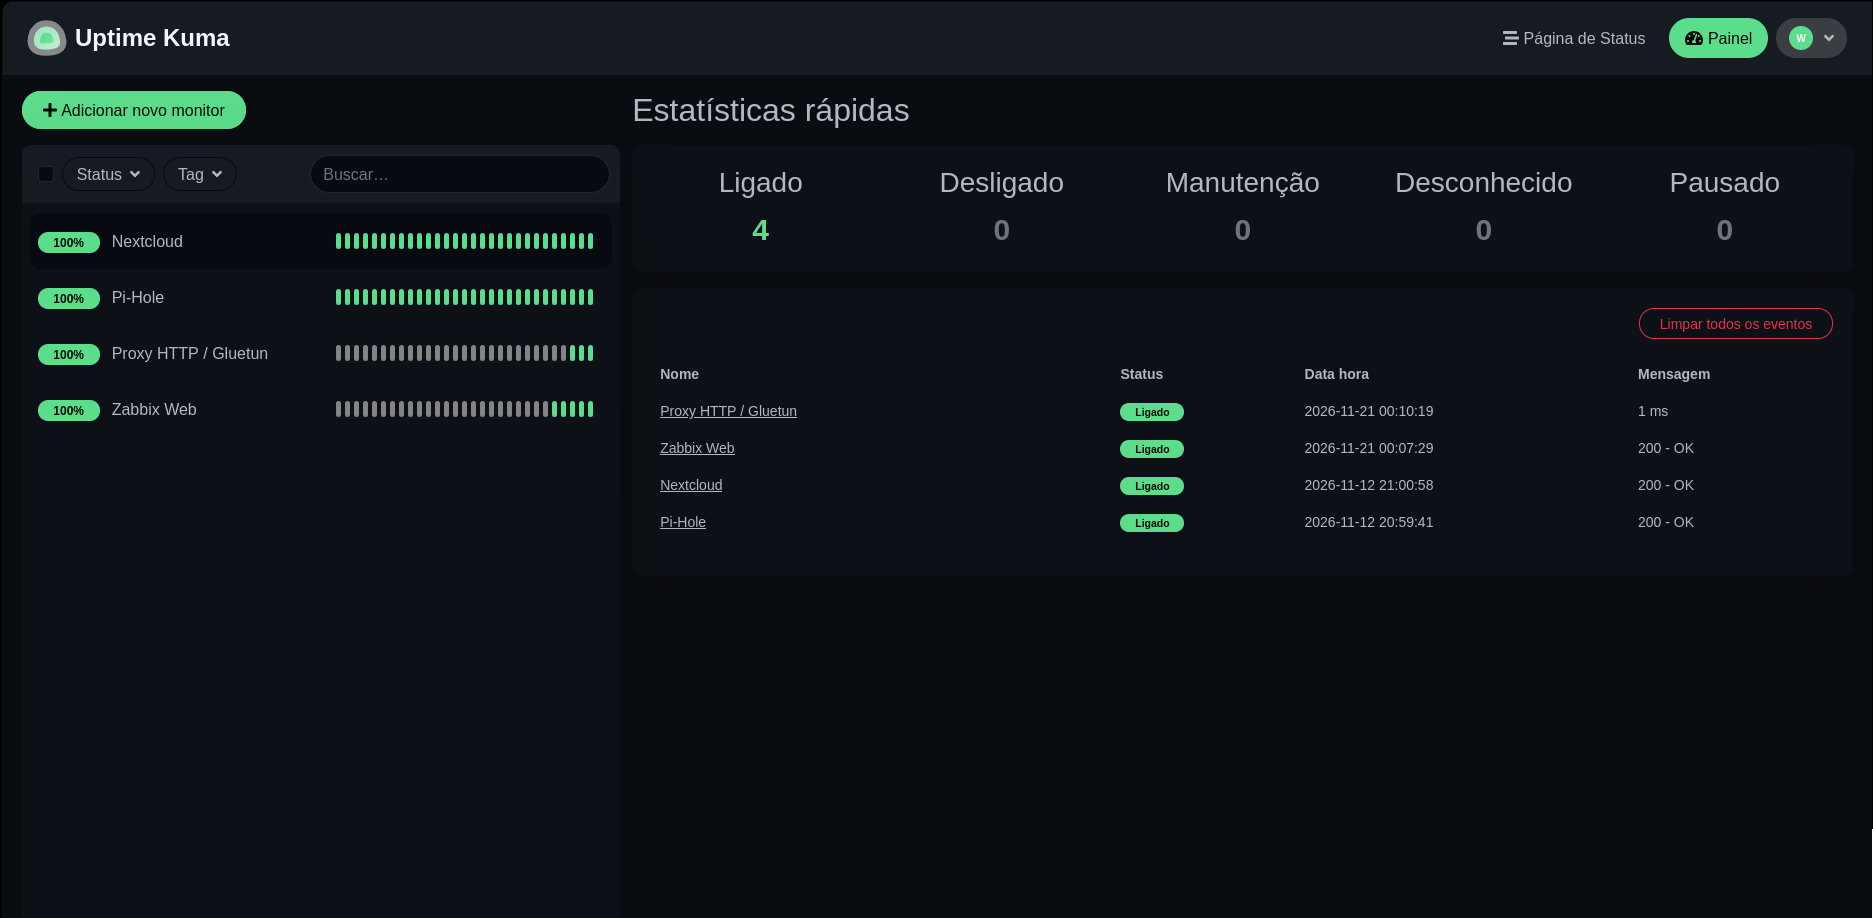 Uptime Kuma
Página de Status
Painel
W
Adicionar novo monitor
Status
Tag
Buscar…
100% Nextcloud
100% Pi-Hole
100% Proxy HTTP / Gluetun
100% Zabbix Web
Estatísticas rápidas
Ligado Desligado Manutenção Desconhecido Pausado
4 0 0 0 0
Limpar todos os eventos
Nome Status Data hora Mensagem
Proxy HTTP / Gluetun Ligado 2026-11-21 00:10:19 1 ms
Zabbix Web Ligado 2026-11-21 00:07:29 200 - OK
Nextcloud Ligado 2026-11-12 21:00:58 200 - OK
Pi-Hole Ligado 2026-11-12 20:59:41 200 - OK